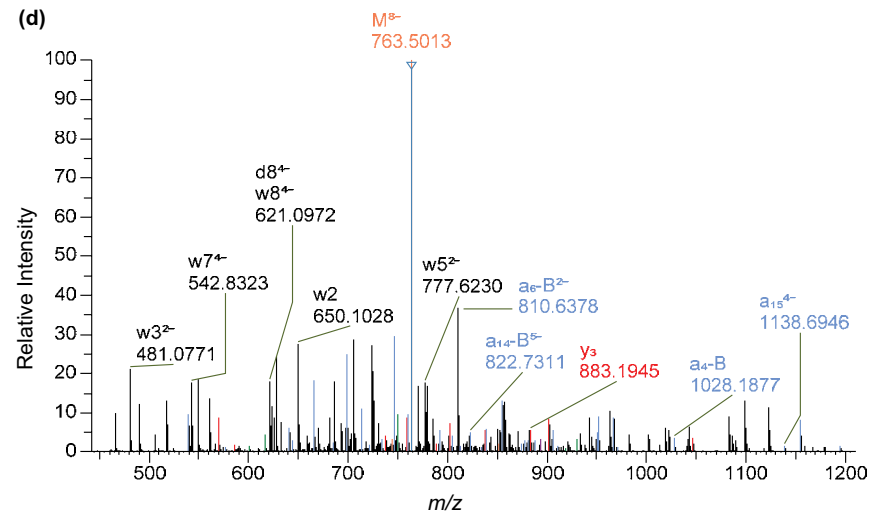 (d)
M⁸⁻
763.5013
100
90
80
70
60
50
40
30
20
10
0
Relative Intensity
d8⁴⁻
w8⁴⁻
621.0972
w7⁴⁻
542.8323
w5²⁻
777.6230
a₆-B²⁻
810.6378
w2
650.1028
a₁₅⁴⁻
1138.6946
w3²⁻
481.0771
a₁₄-B⁵⁻
822.7311
y₃
883.1945
a₄-B
1028.1877
500 600 700 800 900 1000 1100 1200
m/z